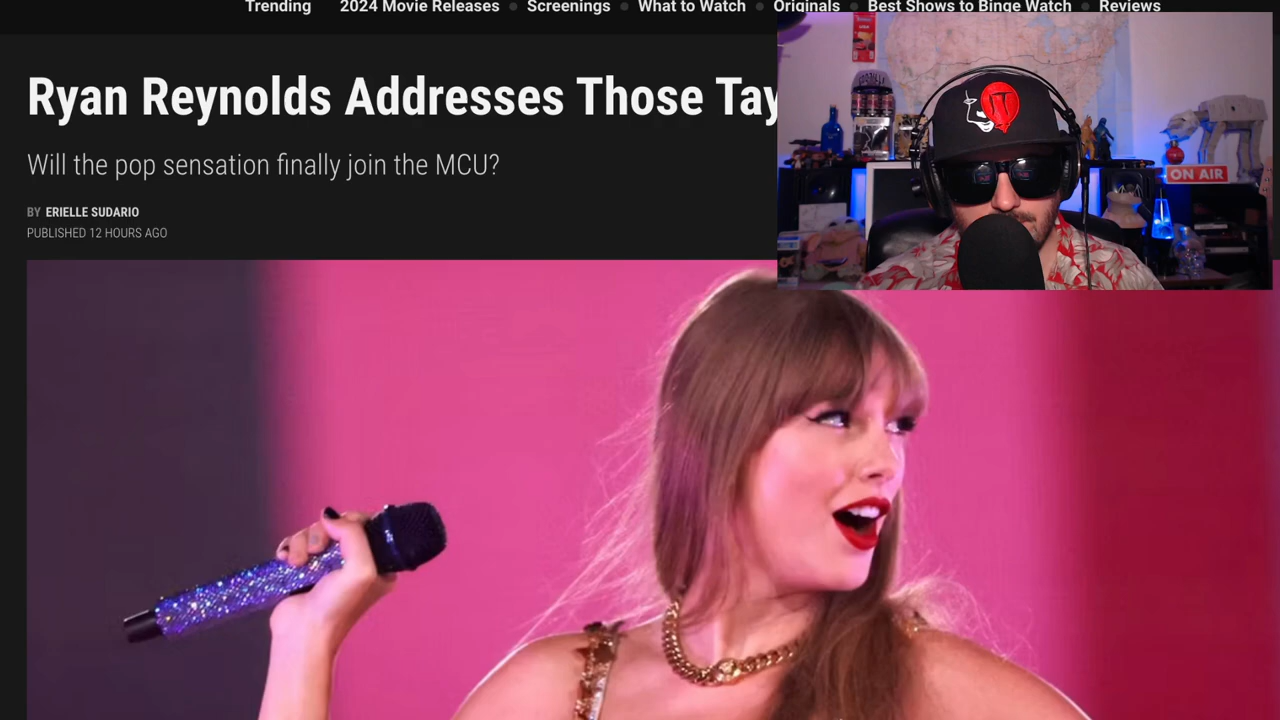 Trending 2024 Movie Releases Screenings What to Watch Originals Best Shows to Binge Watch Reviews
Ryan Reynolds Addresses Those Tay
Will the pop sensation finally join the MCU?
BY ERIELLE SUDARIO
PUBLISHED 12 HOURS AGO
ON AIR